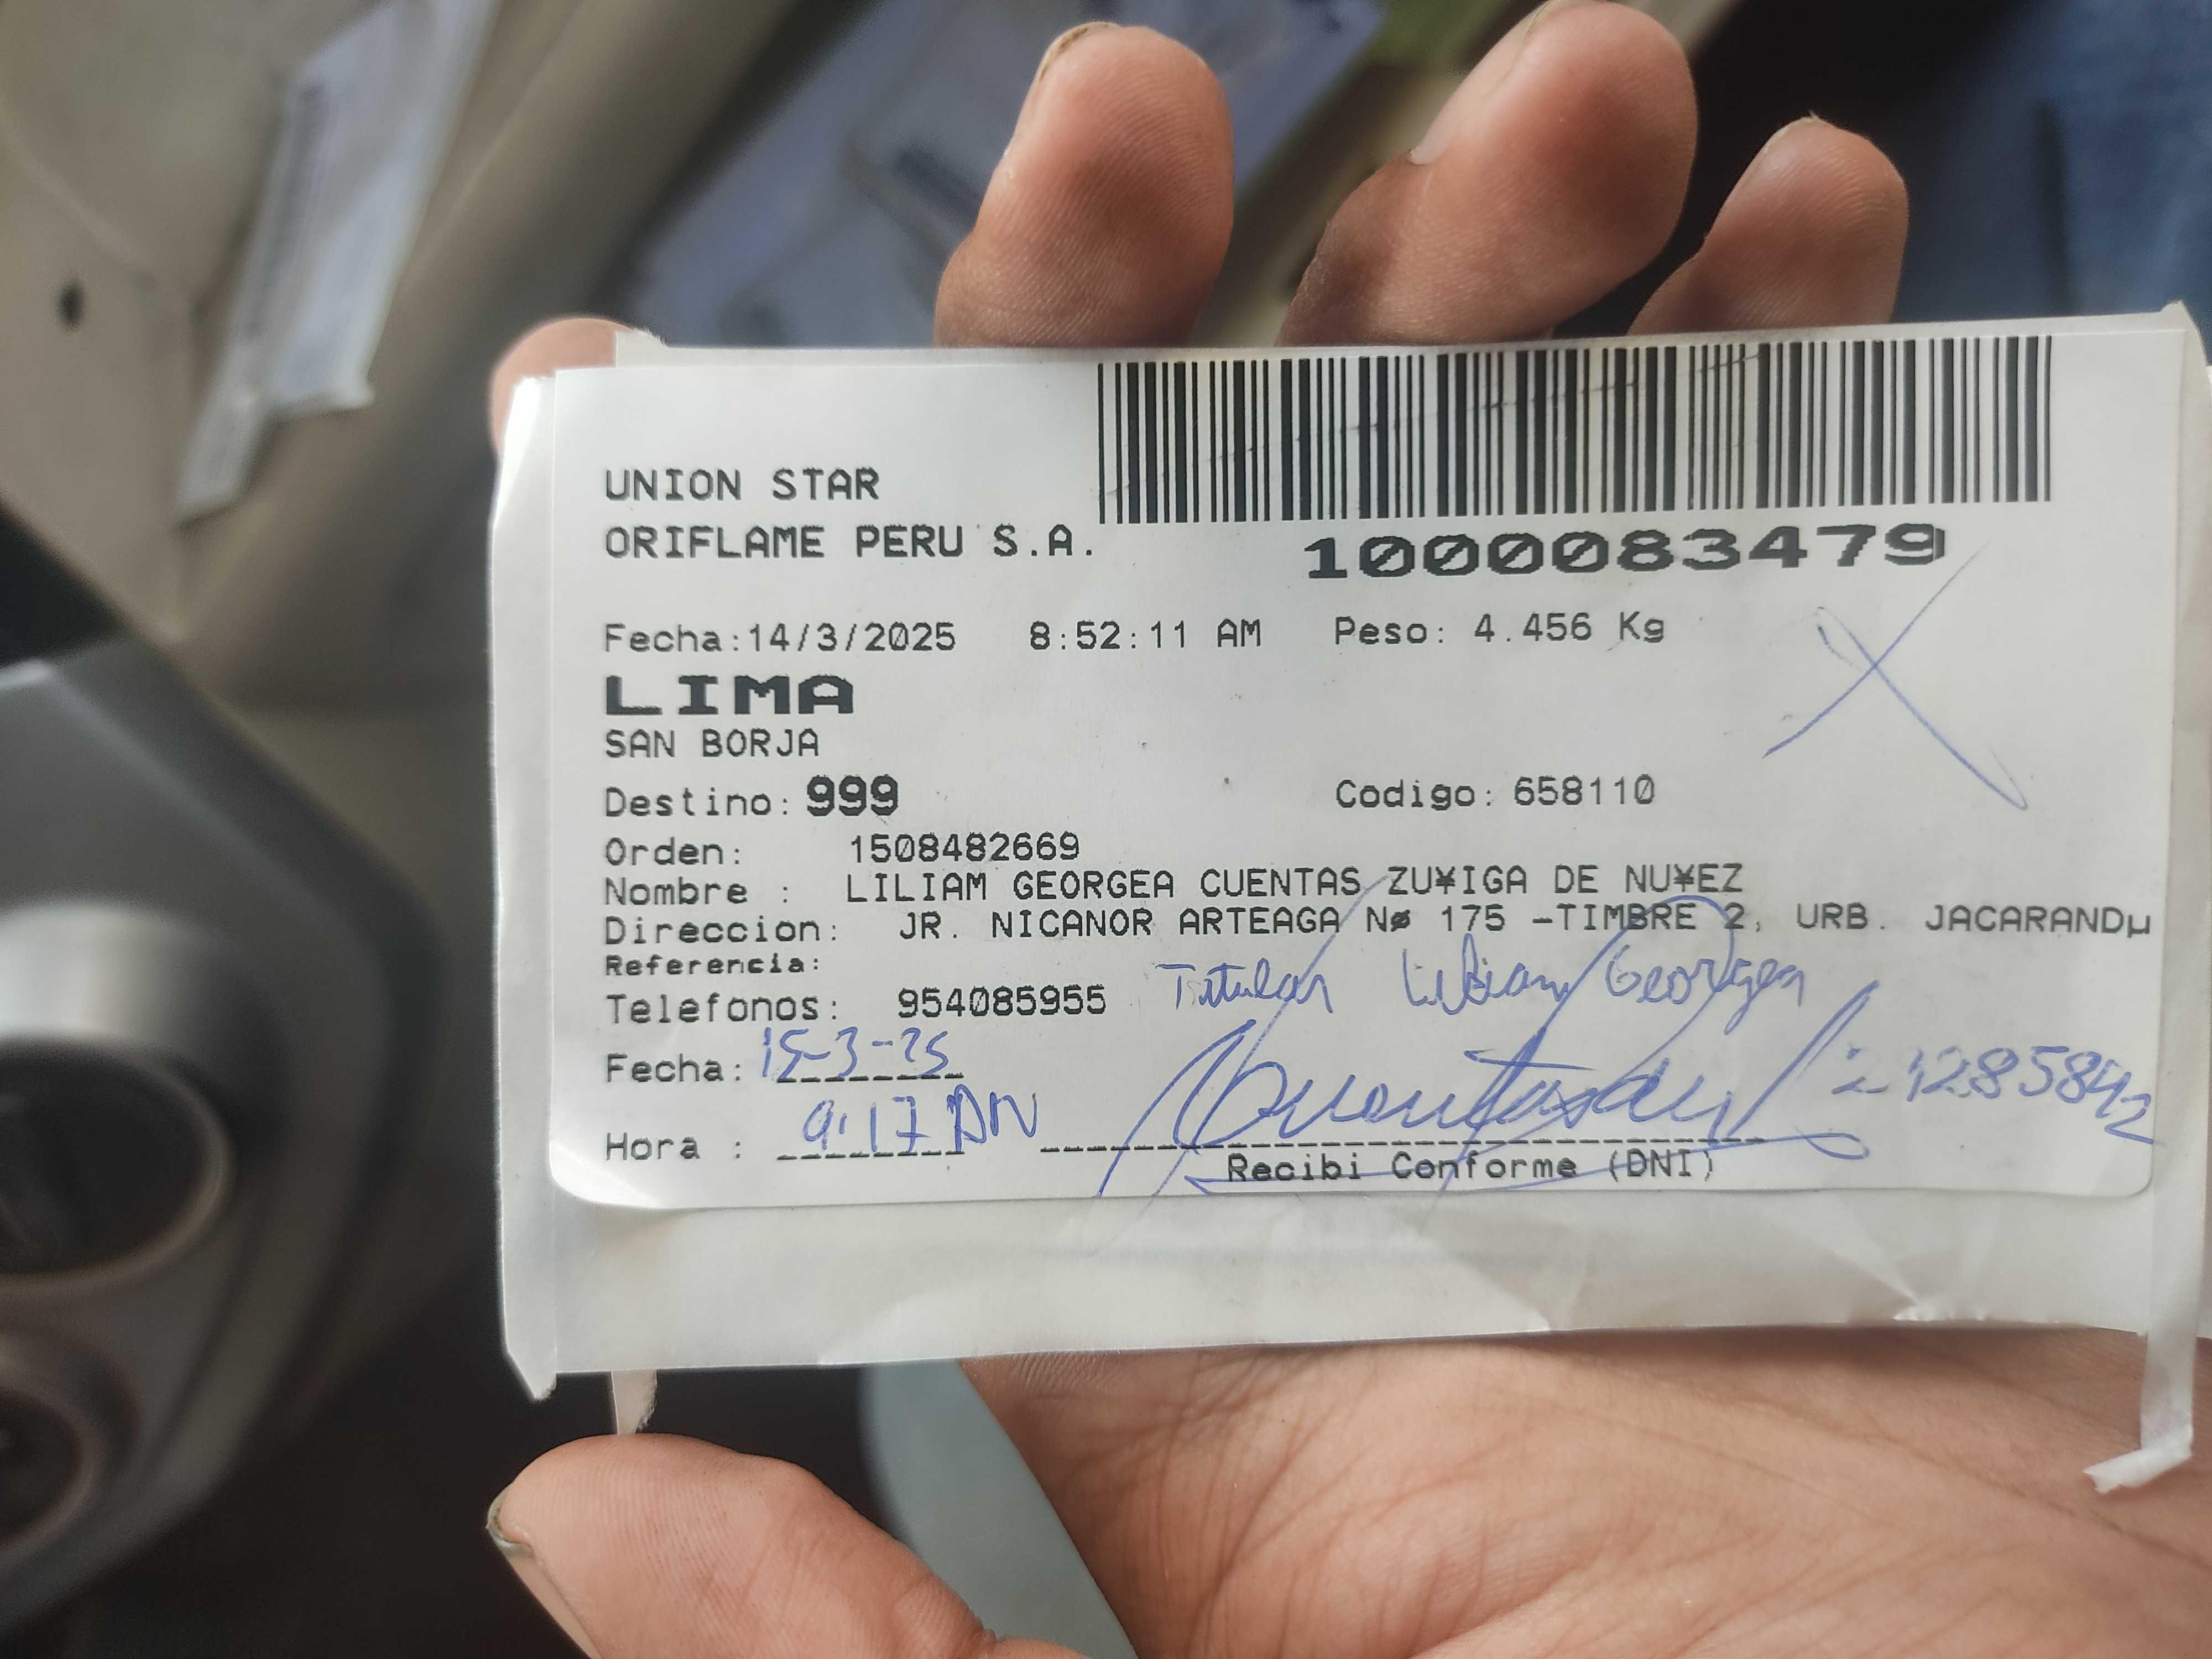 UNION STAR
ORIFLAME PERU S.A.
1000083479
Fecha:14/3/2025 8:52:11 AM Peso: 4.456 Kg
LIMA
SAN BORJA
Destino: 999 Codigo: 658110
Orden: 1508482669
Nombre : LILIAM GEORGEA CUENTAS ZU¥IGA DE NU¥EZ
Direccion: JR. NICANOR ARTEAGA Nø 175 -TIMBRE 2, URB. JACARANDµ
Referencia:
Telefonos: 954085955 Titular Liliam Georgea
Fecha: 15-3-25
Hora : 9:17 AM
Recibi Conforme (DNI)